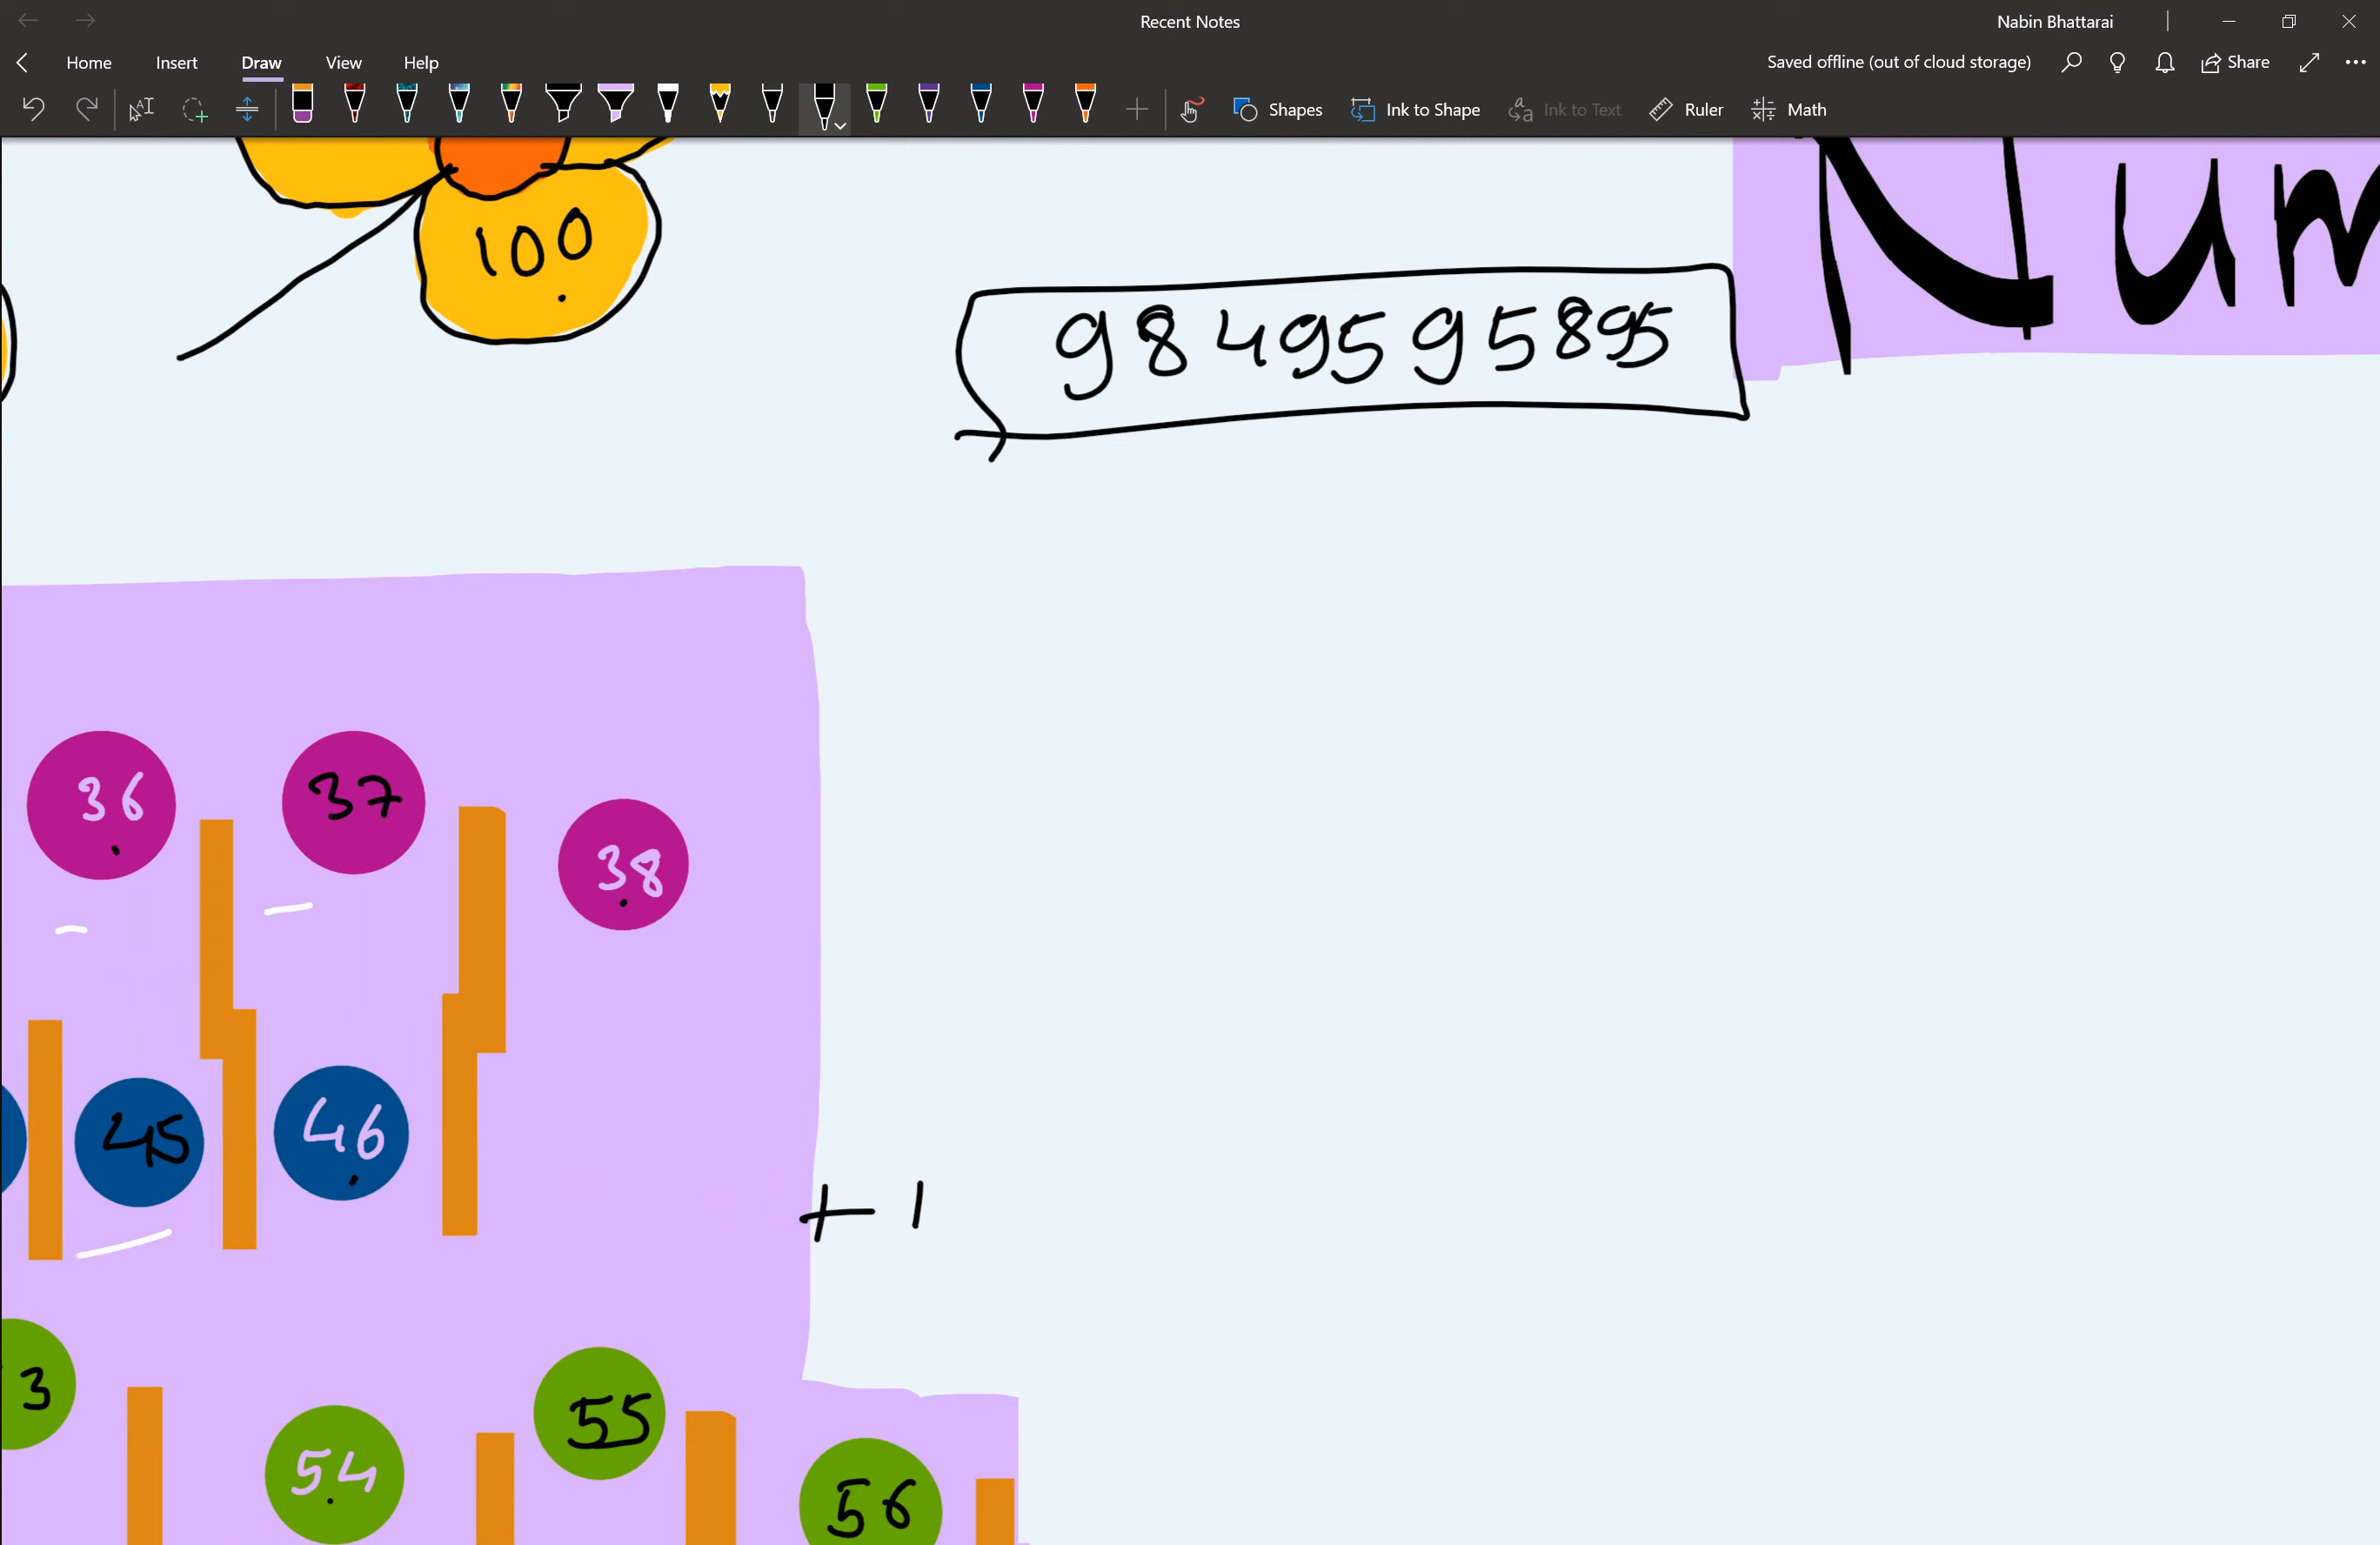 Recent Notes
Nabin Bhattarai
Home Insert Draw View Help
Saved offline (out of cloud storage)
Share
Shapes
Ink to Shape
Ink to Text
Ruler
Math
100
9849595895
36
37
38
45
46
+1
3
54
55
56